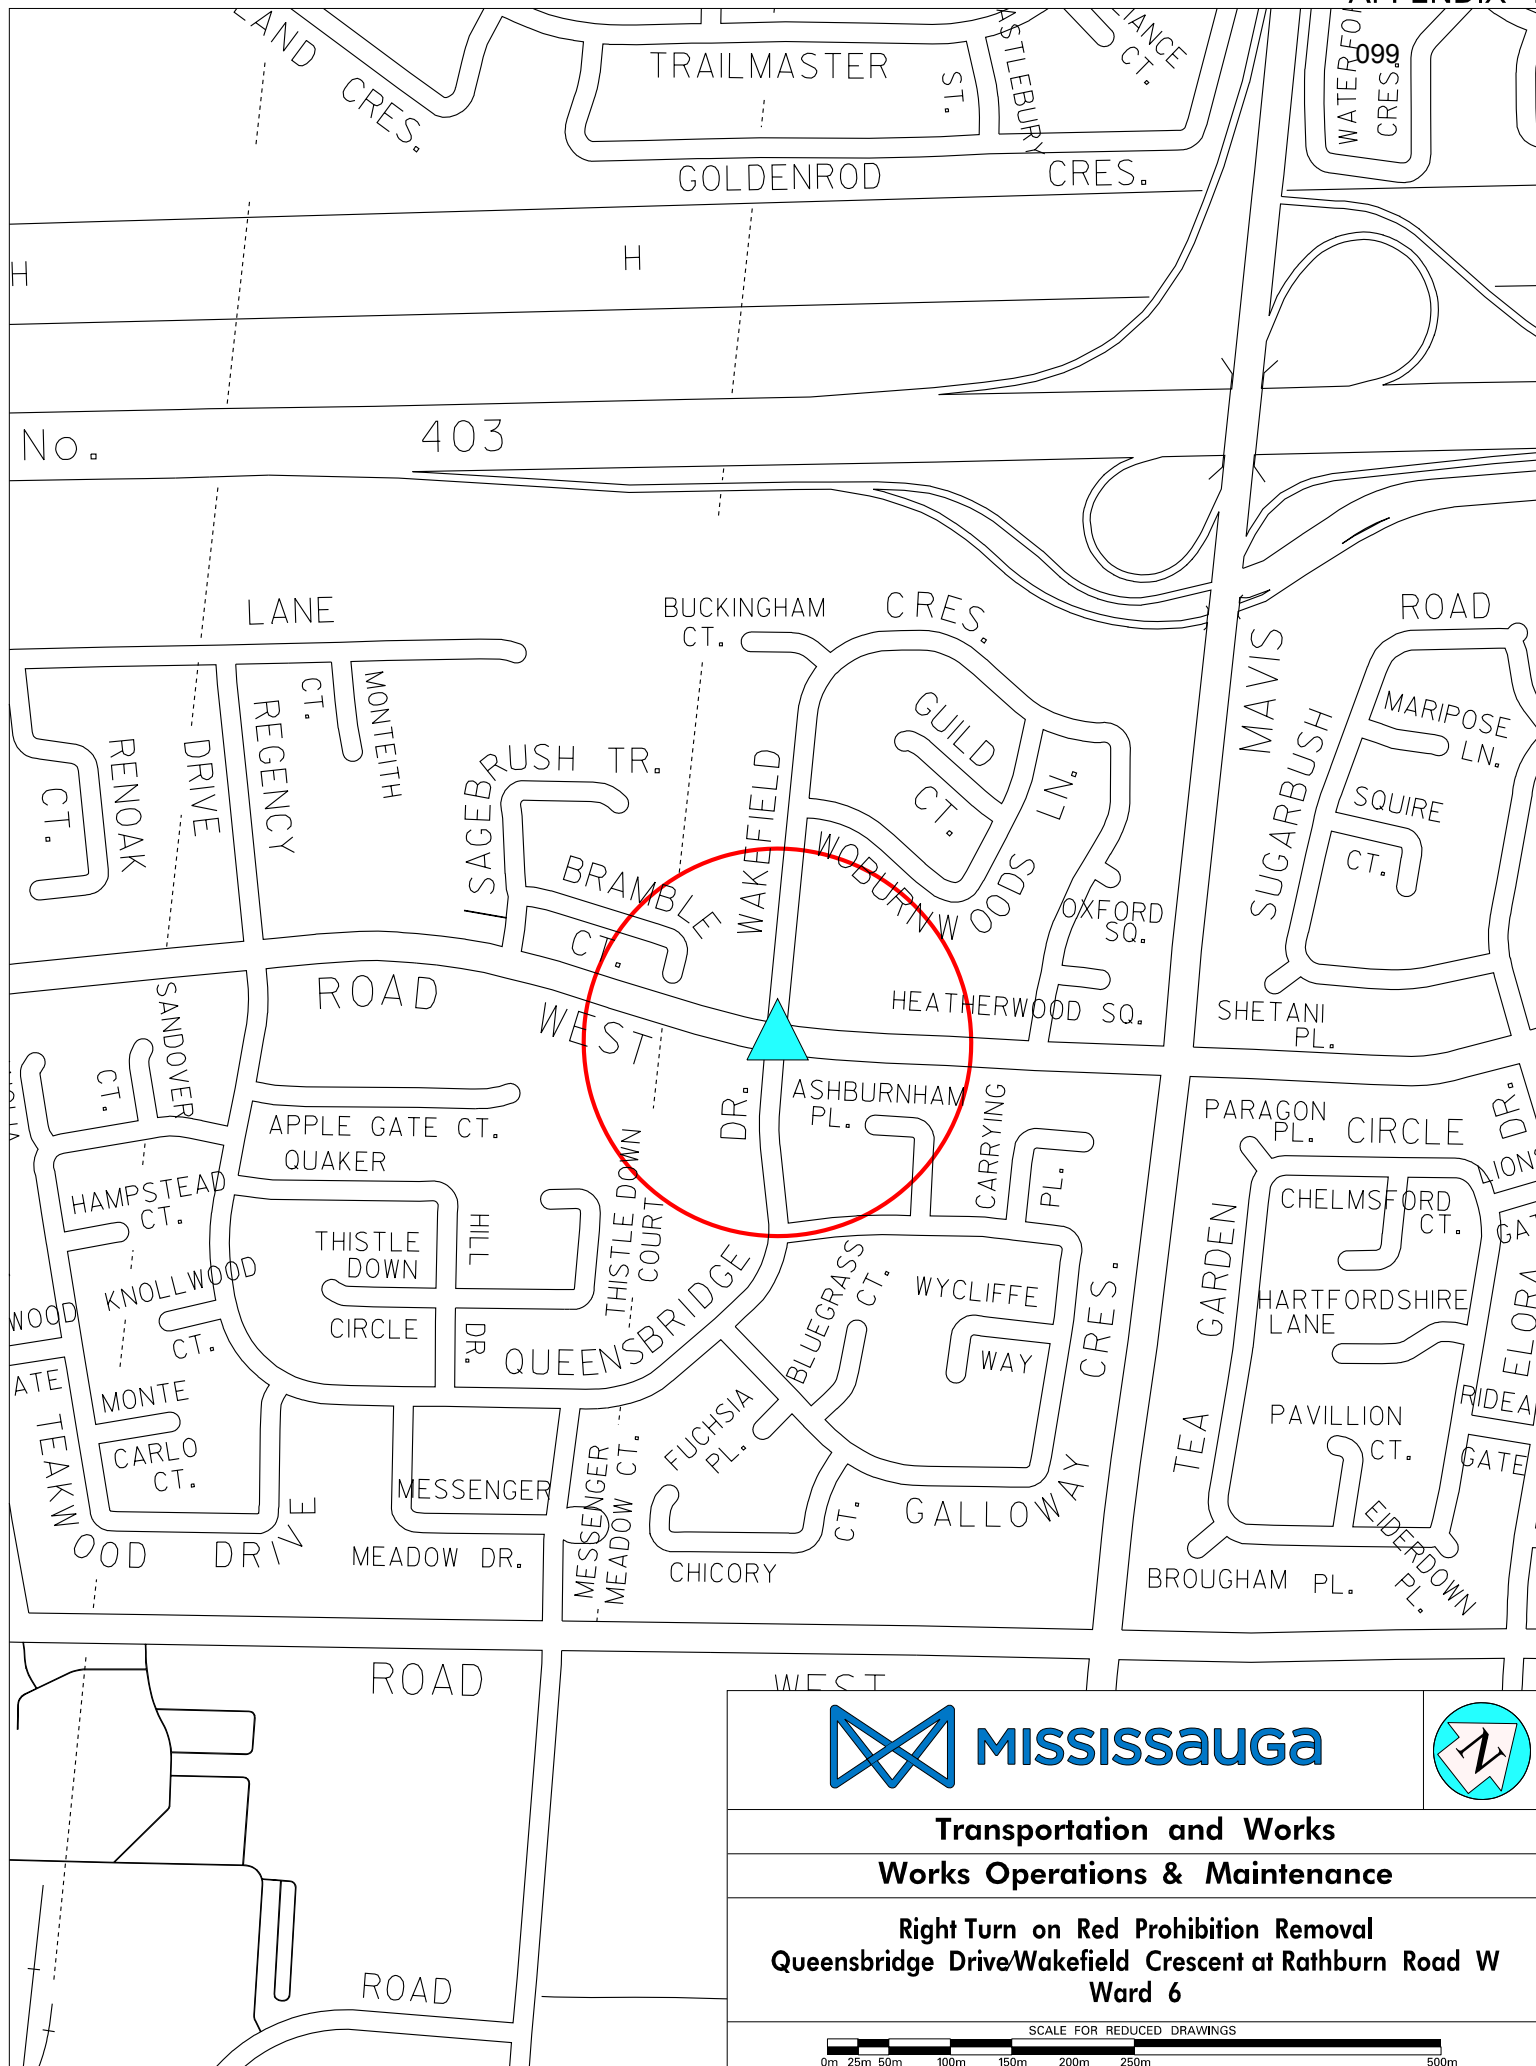 099
LAND CRES.
TRAILMASTER
ST.
CT.
WATERFO
CRES.
GOLDENROD CRES.
H
H
No. 403
LANE
BUCKINGHAM
CT.
CRES.
ROAD
MAVIS
RENOAK
CT.
DRIVE
REGENCY
MONTEITH
CT.
SAGEBRUSH TR.
BRAMBLE
CT.
WAKEFIELD
GUILD
CT.
WOBURN WOODS LN.
OXFORD
SQ.
HEATHERWOOD SQ.
SUGARBUSH
MARIPOSE
LN.
SQUIRE
CT.
SHETANI
PL.
ROAD WEST
SANDOVER
CT.
APPLE GATE CT.
QUAKER
HILL
DR.
HAMPSTEAD
CT.
THISTLE
DOWN
CIRCLE
THISTLE DOWN
COURT
KNOLLWOOD
CT.
WOOD
ATE
MONTE
CARLO
CT.
TEAKWOOD DRIVE
MESSENGER
MEADOW DR.
MESSENGER
MEADOW CT.
QUEENSBRIDGE
DR.
ASHBURNHAM
PL.
CARRYING
PL.
BLUEGRASS
CT.
WYCLIFFE
WAY
FUCHSIA
PL.
CHICORY
CT.
GALLOWAY
CRES.
PARAGON
PL.
CIRCLE
DR.
CHELMSFORD
CT.
TEA GARDEN
HARTFORDSHIRE
LANE
ELORA
PAVILLION
CT.
RIDEA
GATE
EIDERDOWN
PL.
BROUGHAM PL.
ROAD WEST
ROAD
MISSISSAUGA
N
Transportation and Works
Works Operations & Maintenance
Right Turn on Red Prohibition Removal
Queensbridge Drive/Wakefield Crescent at Rathburn Road W
Ward 6
SCALE FOR REDUCED DRAWINGS
0m 25m 50m 100m 150m 200m 250m 500m